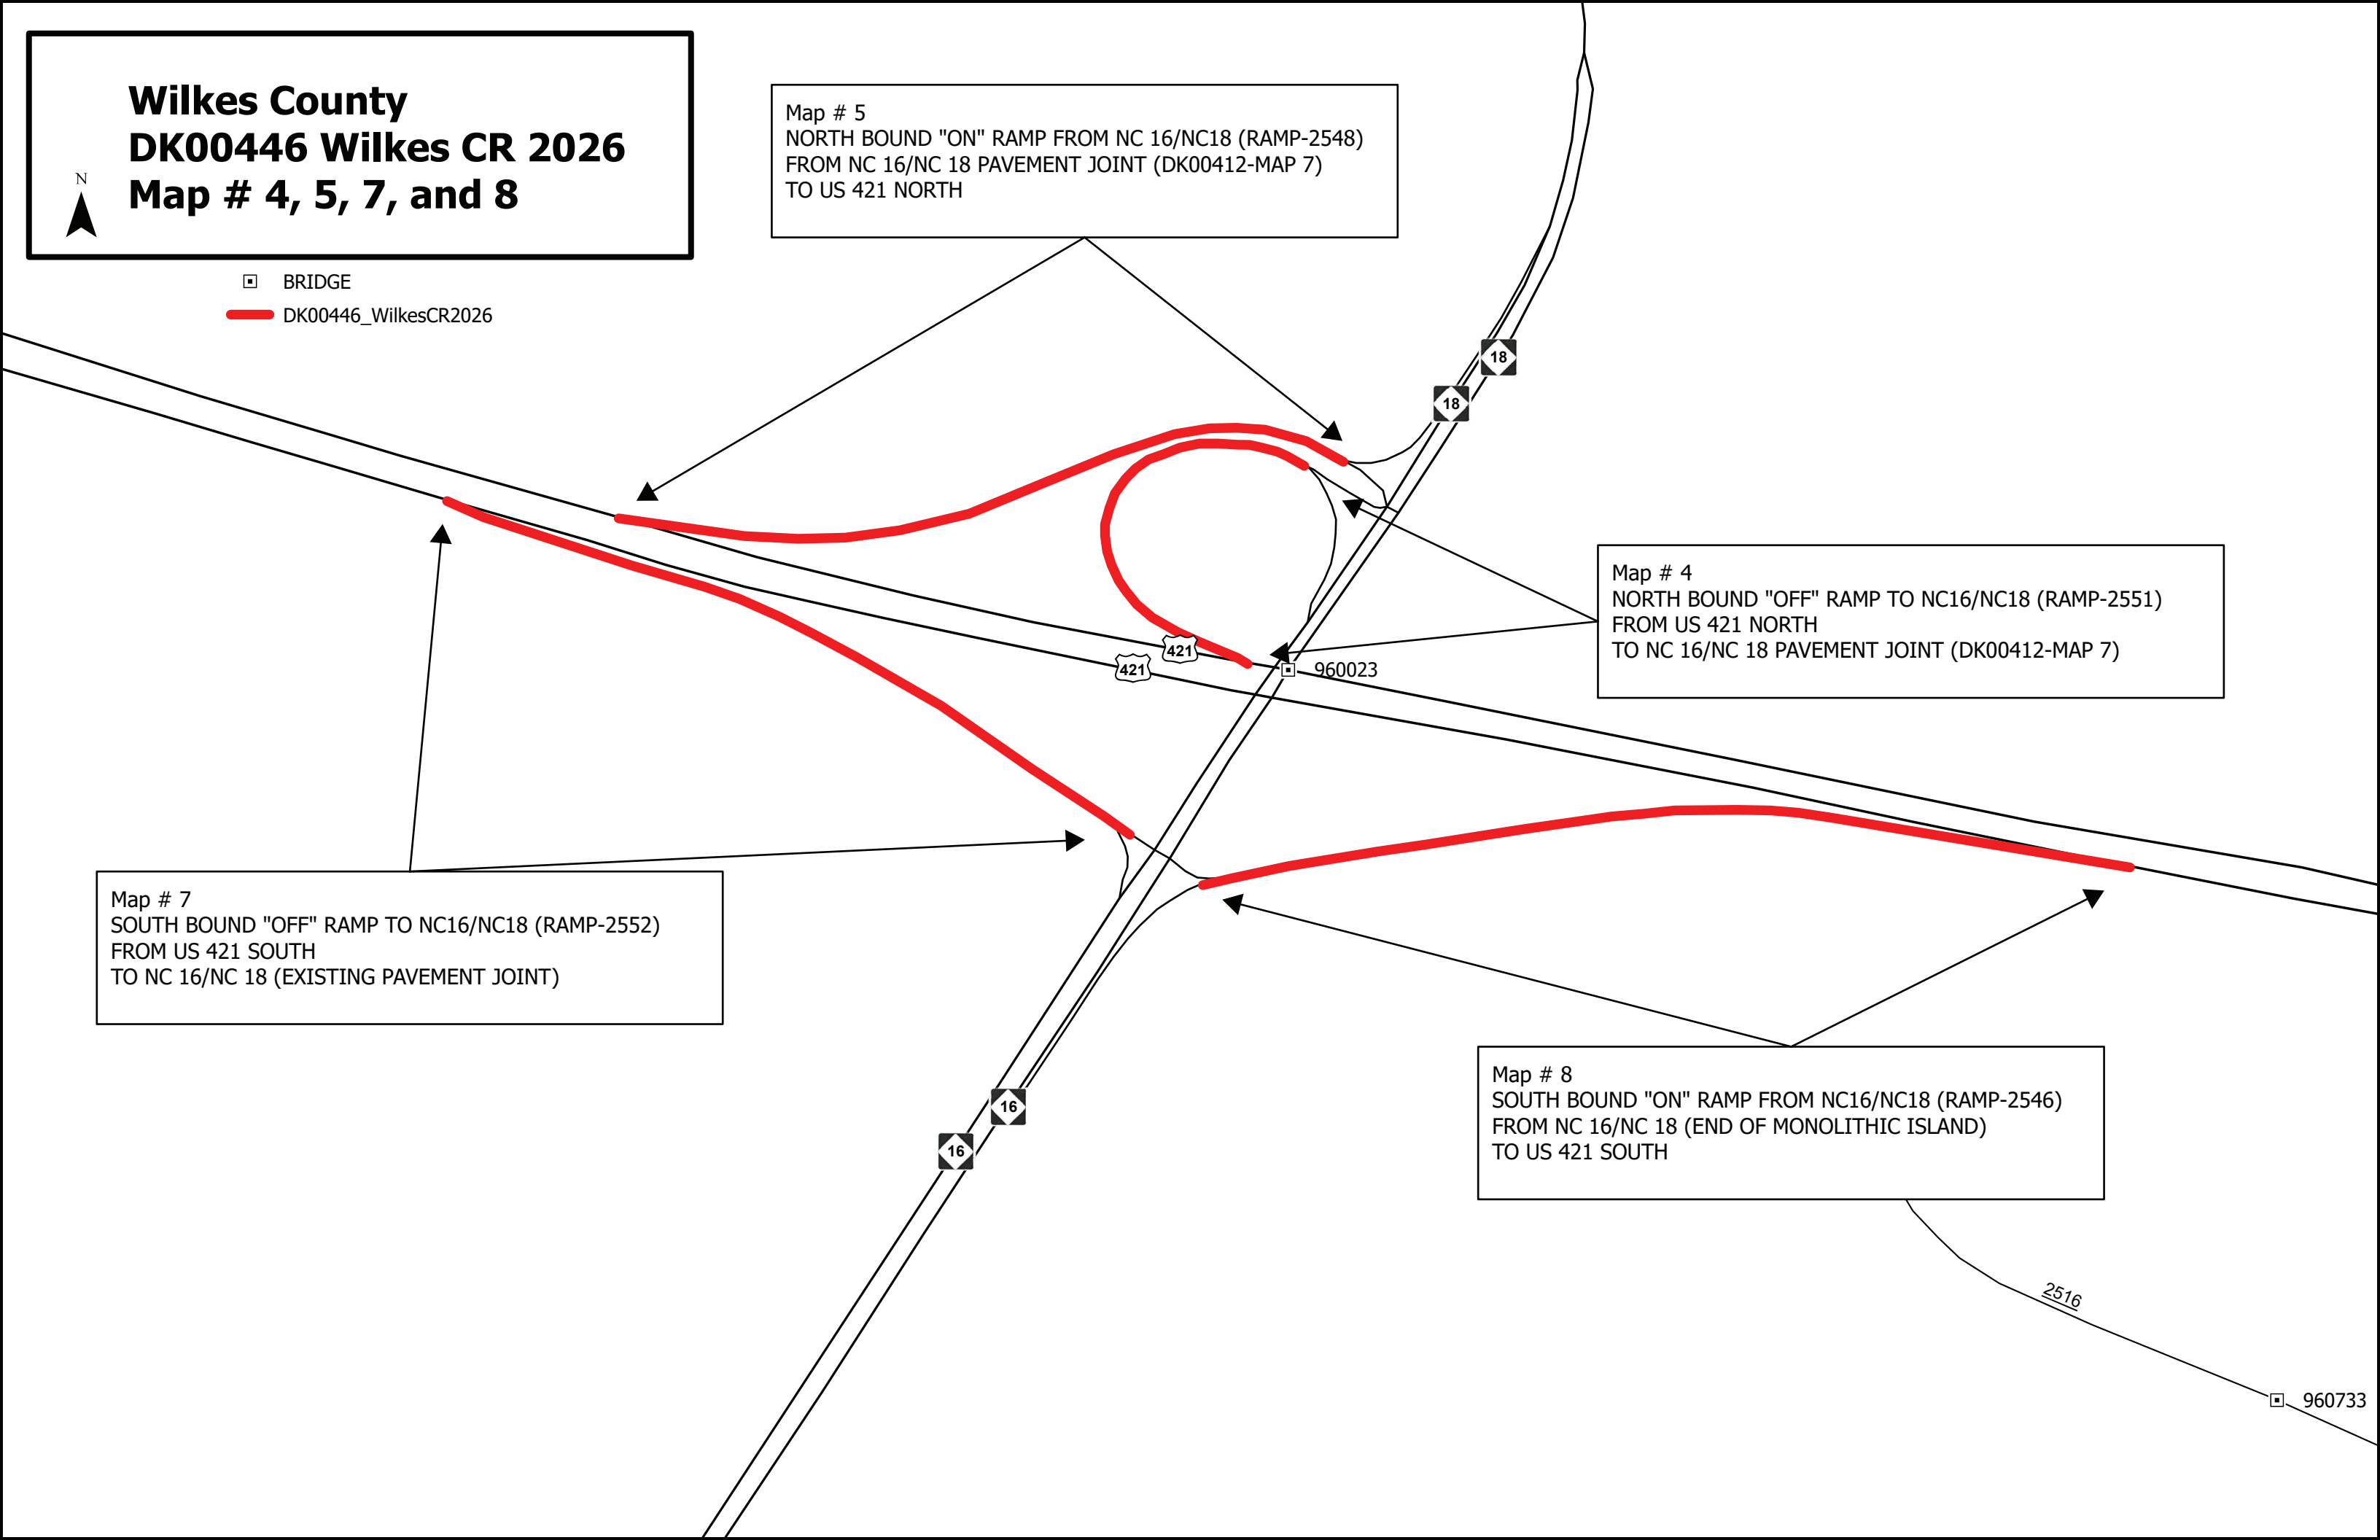 Wilkes County
DK00446 Wilkes CR 2026
Map # 4, 5, 7, and 8
N
BRIDGE
DK00446_WilkesCR2026
Map # 5
NORTH BOUND "ON" RAMP FROM NC 16/NC18 (RAMP-2548)
FROM NC 16/NC 18 PAVEMENT JOINT (DK00412-MAP 7)
TO US 421 NORTH
18
18
Map # 4
NORTH BOUND "OFF" RAMP TO NC16/NC18 (RAMP-2551)
FROM US 421 NORTH
TO NC 16/NC 18 PAVEMENT JOINT (DK00412-MAP 7)
421
421
960023
Map # 7
SOUTH BOUND "OFF" RAMP TO NC16/NC18 (RAMP-2552)
FROM US 421 SOUTH
TO NC 16/NC 18 (EXISTING PAVEMENT JOINT)
16
16
Map # 8
SOUTH BOUND "ON" RAMP FROM NC16/NC18 (RAMP-2546)
FROM NC 16/NC 18 (END OF MONOLITHIC ISLAND)
TO US 421 SOUTH
2516
960733